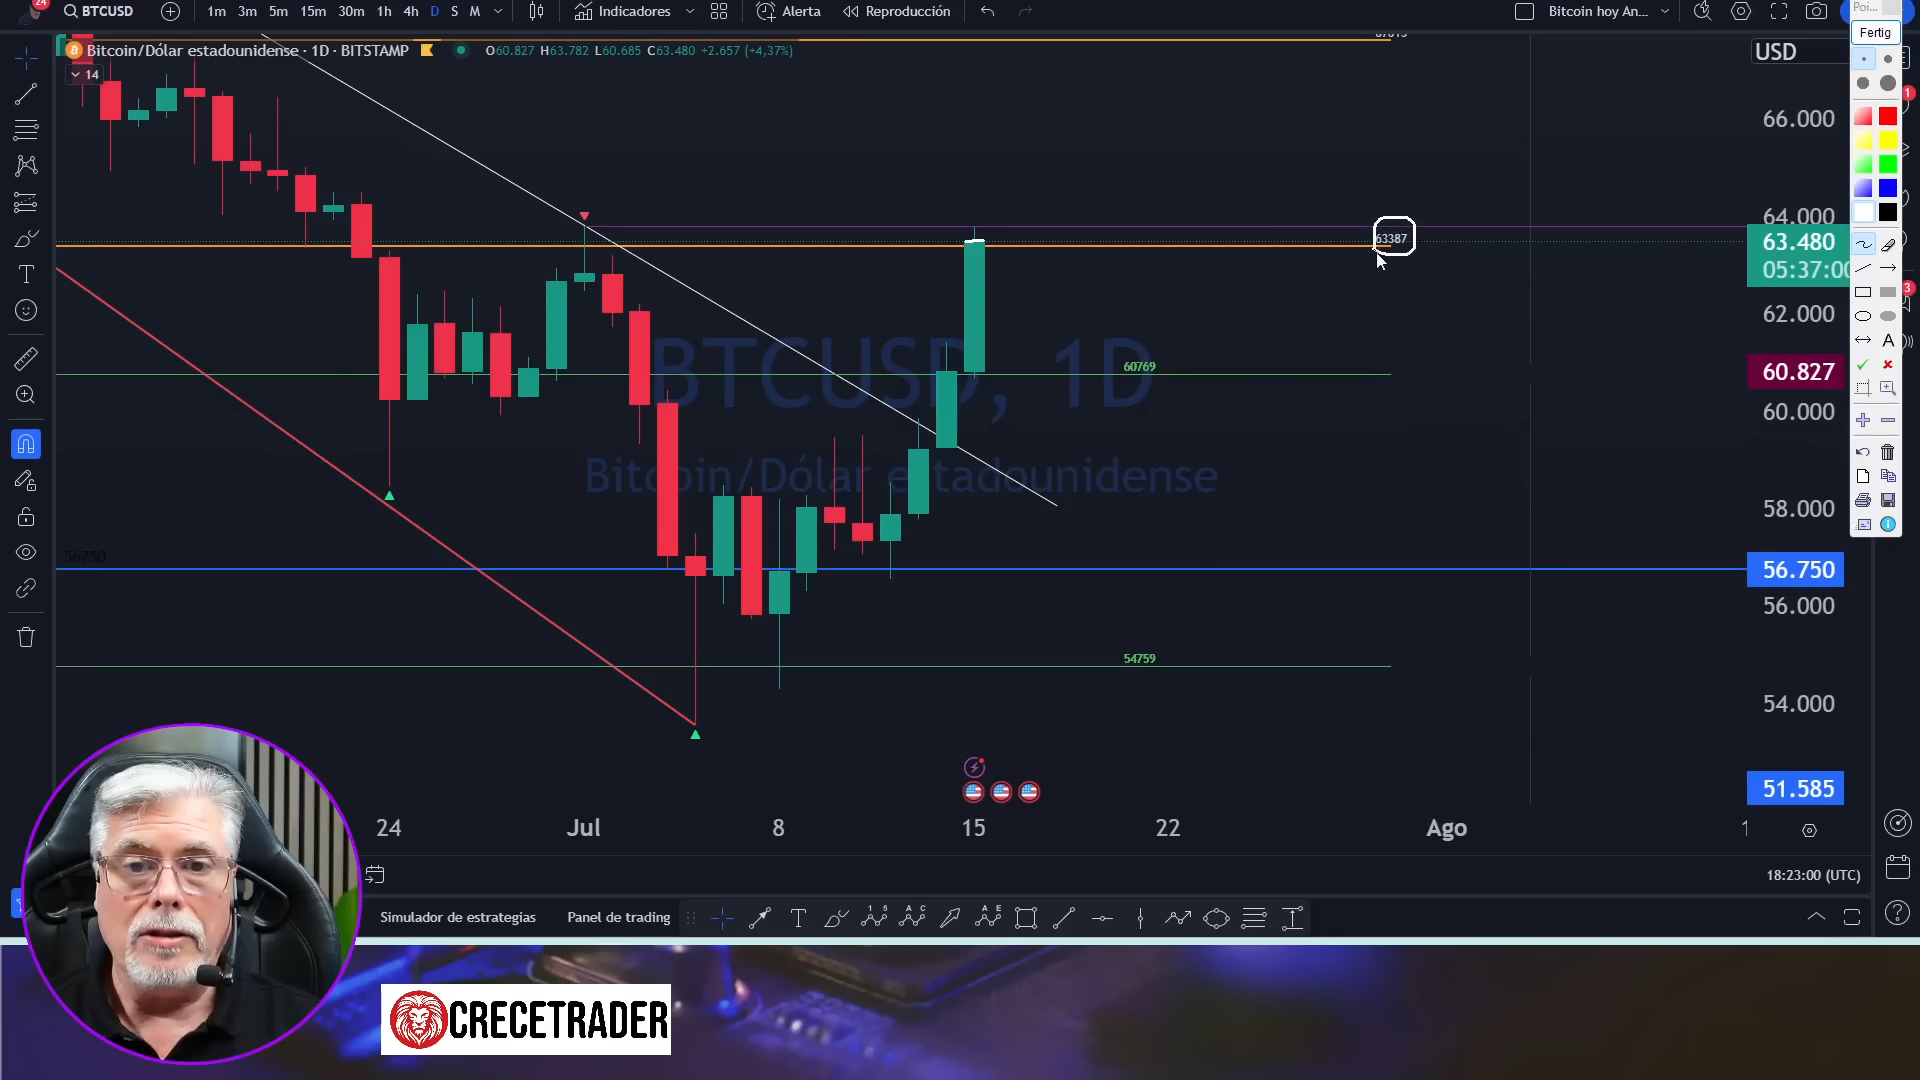 24
BTCUSD
1m 3m 5m 15m 30m 1h 4h D S M
Indicadores
Alerta
Reproducción
Bitcoin hoy An...
Fertig
Bitcoin/Dólar estadounidense · 1D · BITSTAMP
O60.827 H63.782 L60.685 C63.480 +2.657 (+4,37%)
14
USD
66.000
64.000
63.480
05:37:00
62.000
60.827
60.000
58.000
56.750
56.000
54.000
51.585
63387
60769
56750
54759
BTCUSD, 1D
Bitcoin/Dólar estadounidense
24 Jul 8 15 22 Ago
18:23:00 (UTC)
Simulador de estrategias
Panel de trading
CRECETRADER